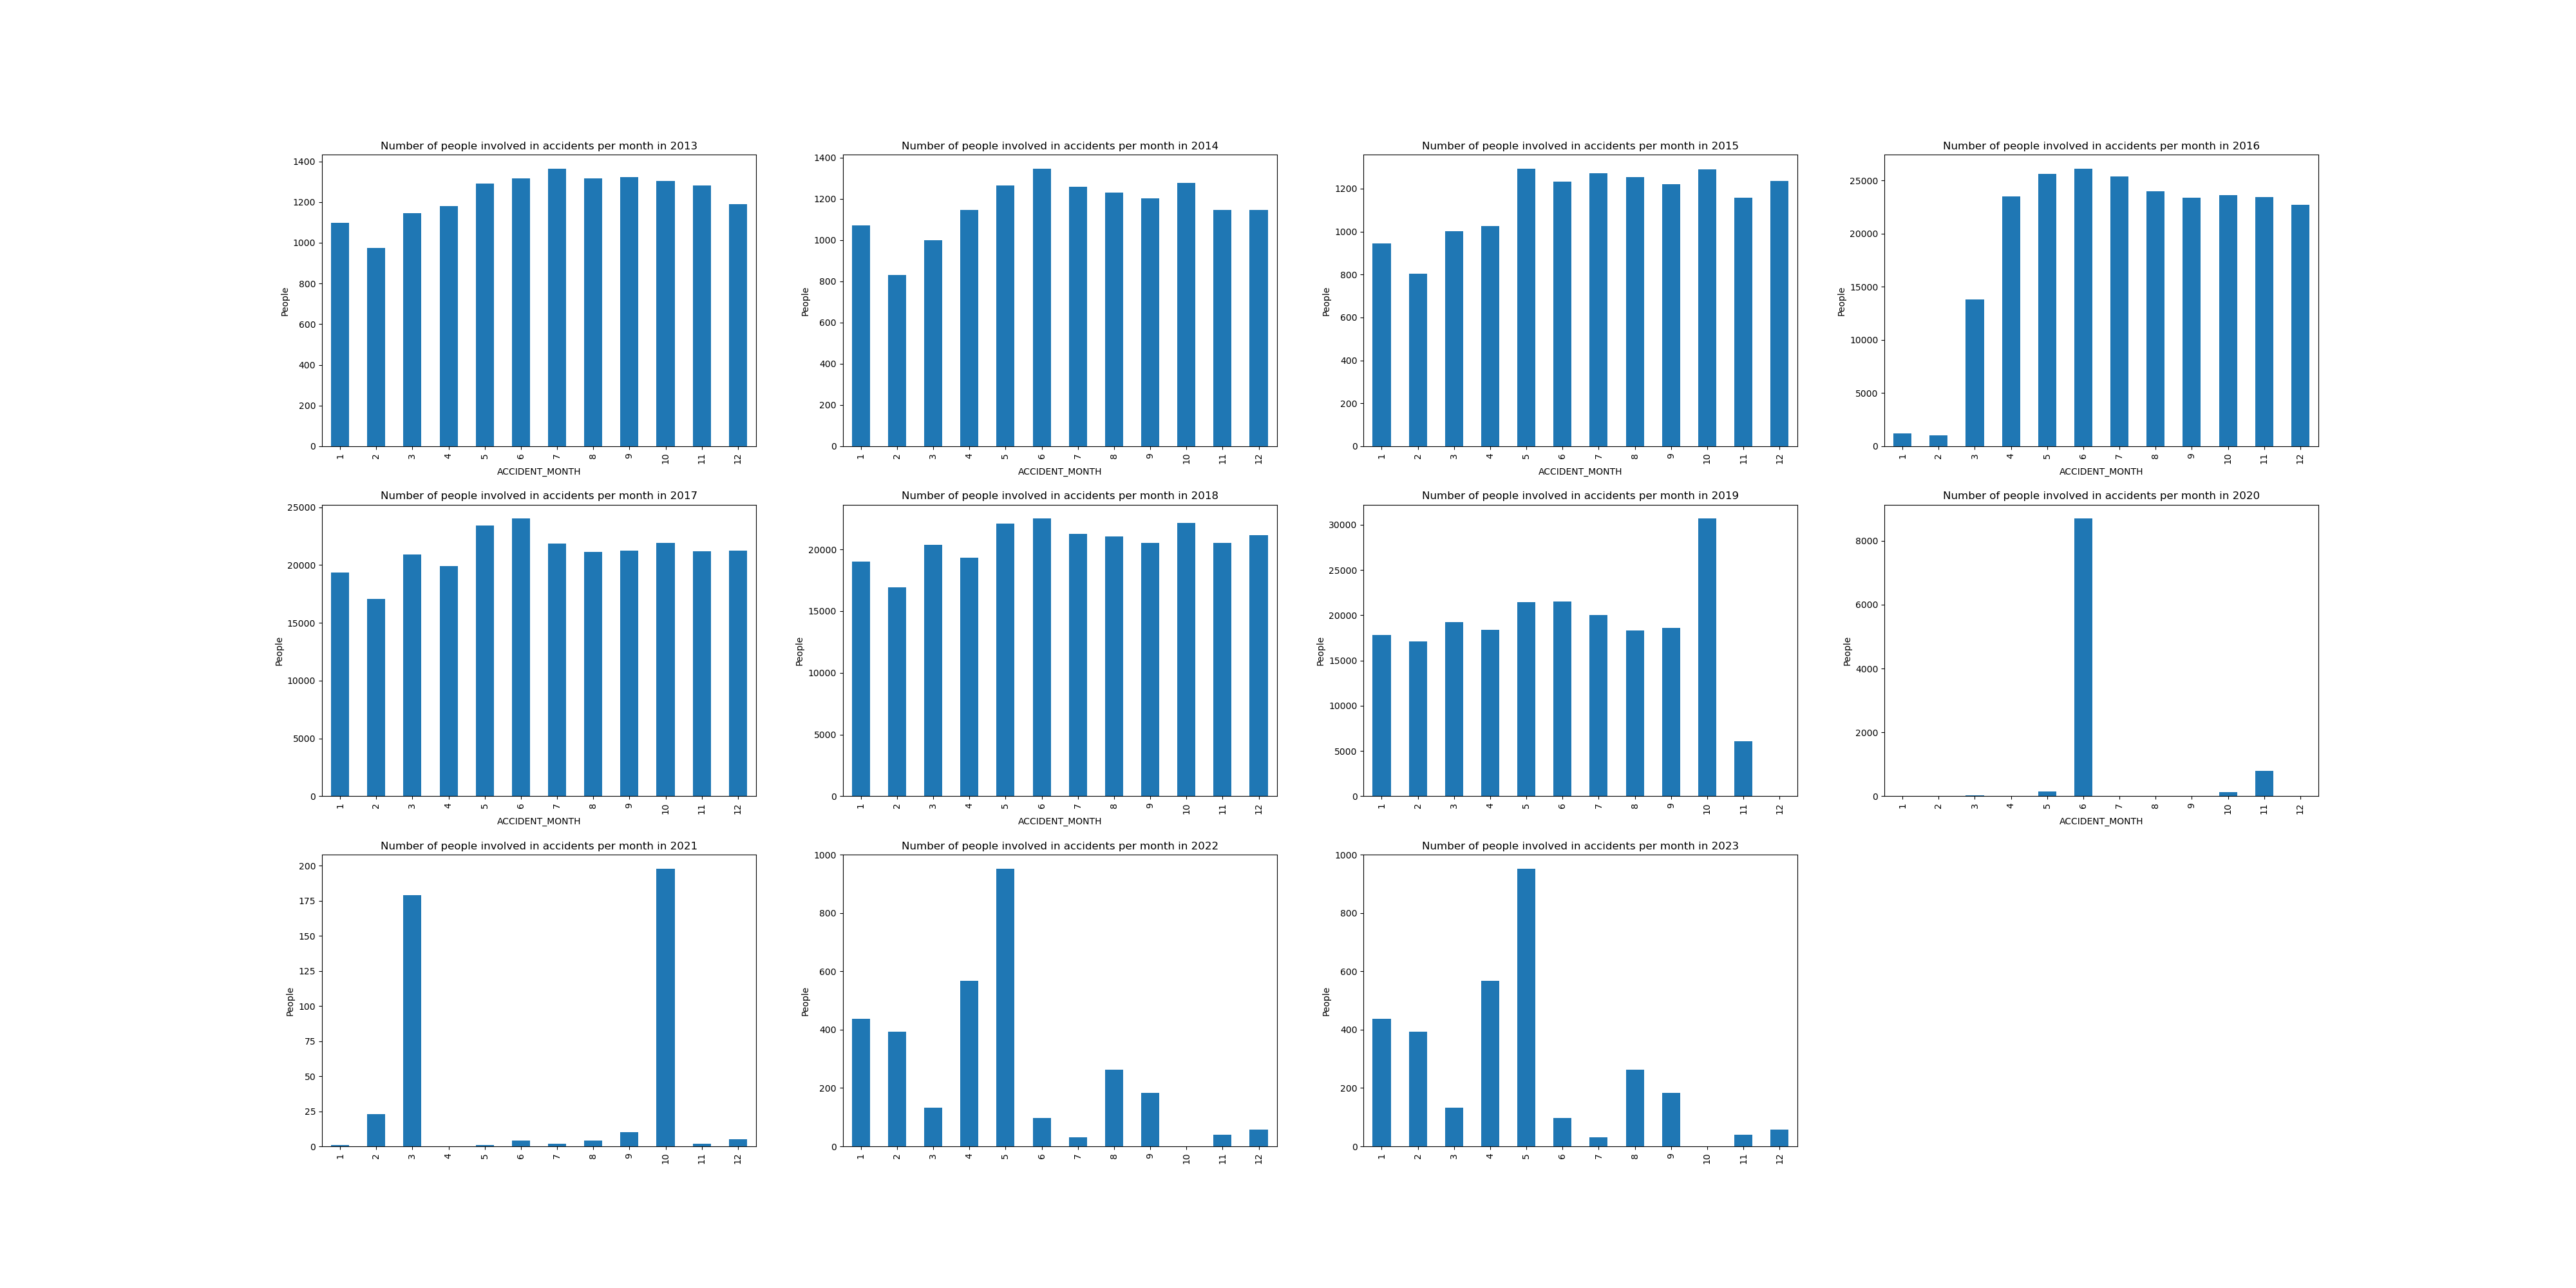 Number of people involved in accidents per month in 2013
1400
1200
1000
800
600
400
200
0
People
1 2 3 4 5 6 7 8 9 10 11 12
ACCIDENT_MONTH
Number of people involved in accidents per month in 2014
1400
1200
1000
800
600
400
200
0
People
1 2 3 4 5 6 7 8 9 10 11 12
ACCIDENT_MONTH
Number of people involved in accidents per month in 2015
1200
1000
800
600
400
200
0
People
1 2 3 4 5 6 7 8 9 10 11 12
ACCIDENT_MONTH
Number of people involved in accidents per month in 2016
25000
20000
15000
10000
5000
0
People
1 2 3 4 5 6 7 8 9 10 11 12
ACCIDENT_MONTH
Number of people involved in accidents per month in 2017
25000
20000
15000
10000
5000
0
People
1 2 3 4 5 6 7 8 9 10 11 12
ACCIDENT_MONTH
Number of people involved in accidents per month in 2018
20000
15000
10000
5000
0
People
1 2 3 4 5 6 7 8 9 10 11 12
ACCIDENT_MONTH
Number of people involved in accidents per month in 2019
30000
25000
20000
15000
10000
5000
0
People
1 2 3 4 5 6 7 8 9 10 11 12
ACCIDENT_MONTH
Number of people involved in accidents per month in 2020
8000
6000
4000
2000
0
People
1 2 3 4 5 6 7 8 9 10 11 12
ACCIDENT_MONTH
Number of people involved in accidents per month in 2021
200
175
150
125
100
75
50
25
0
People
1 2 3 4 5 6 7 8 9 10 11 12
Number of people involved in accidents per month in 2022
1000
800
600
400
200
0
People
1 2 3 4 5 6 7 8 9 10 11 12
Number of people involved in accidents per month in 2023
1000
800
600
400
200
0
People
1 2 3 4 5 6 7 8 9 10 11 12